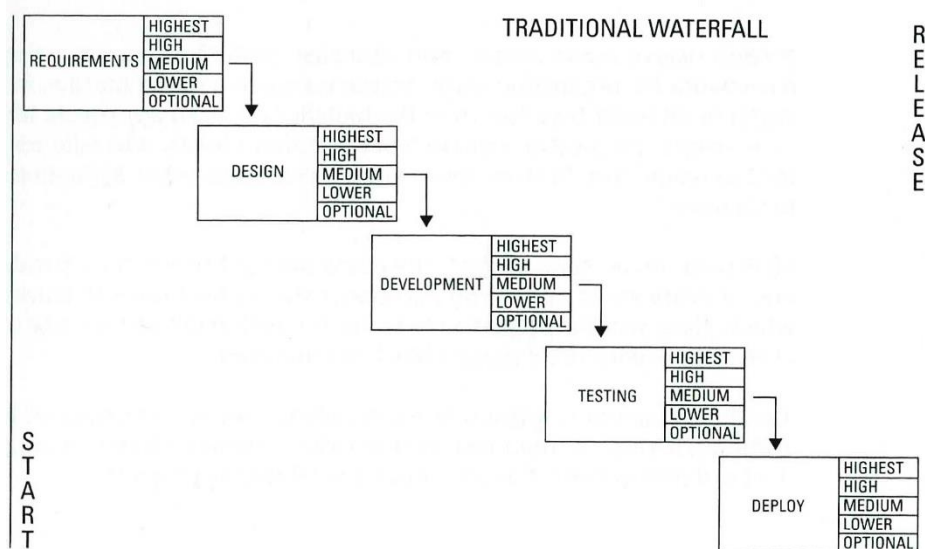 TRADITIONAL WATERFALL
REQUIREMENTS
HIGHEST
HIGH
MEDIUM
LOWER
OPTIONAL
DESIGN
HIGHEST
HIGH
MEDIUM
LOWER
OPTIONAL
DEVELOPMENT
HIGHEST
HIGH
MEDIUM
LOWER
OPTIONAL
TESTING
HIGHEST
HIGH
MEDIUM
LOWER
OPTIONAL
DEPLOY
HIGHEST
HIGH
MEDIUM
LOWER
OPTIONAL
START
RELEASE